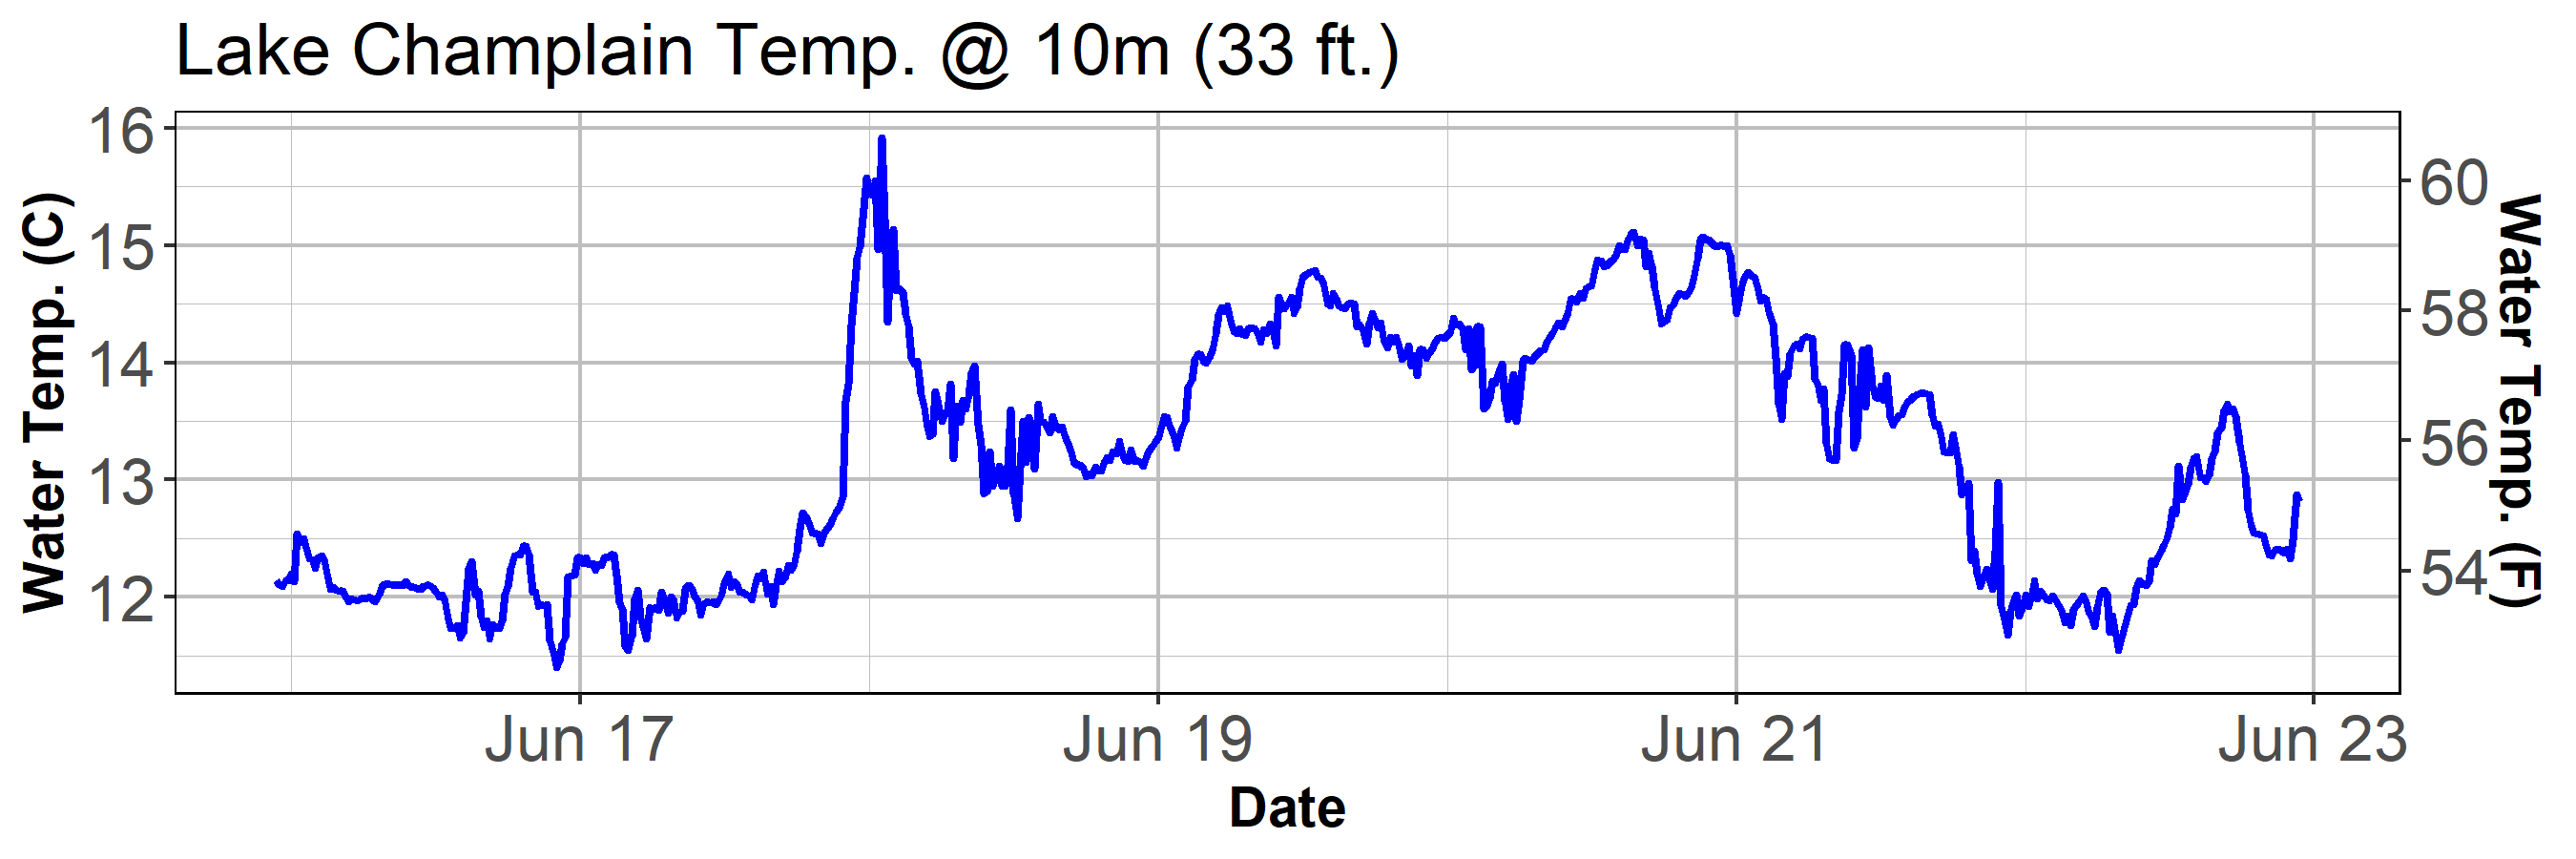 Lake Champlain Temp. @ 10m (33 ft.)
Water Temp. (C)
16
15
14
13
12
60
58
56
54
Water Temp. (F)
Jun 17
Jun 19
Jun 21
Jun 23
Date